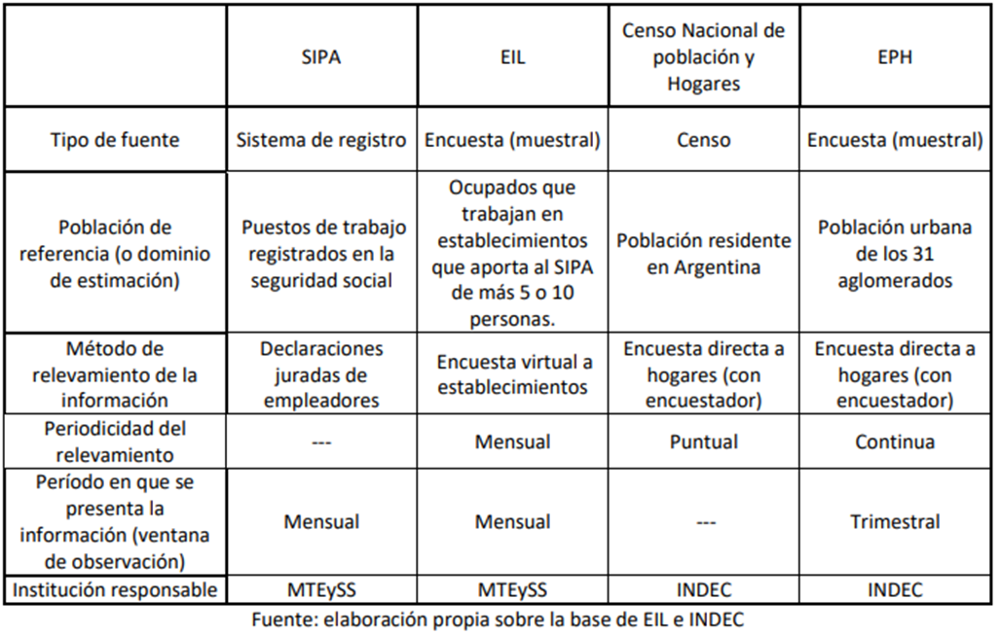 SIPA
EIL
Censo Nacional de
población y
Hogares
EPH
Tipo de fuente
Sistema de registro
Encuesta (muestral)
Censo
Encuesta (muestral)
Población de
referencia (o dominio
de estimación)
Puestos de trabajo
registrados en la
seguridad social
Ocupados que
trabajan en
establecimientos
que aporta al SIPA
de más 5 o 10
personas.
Población residente
en Argentina
Población urbana
de los 31
aglomerados
Método de
relevamiento de la
información
Declaraciones
juradas de
empleadores
Encuesta virtual a
establecimientos
Encuesta directa a
hogares (con
encuestador)
Encuesta directa a
hogares (con
encuestador)
Periodicidad del
relevamiento
---
Mensual
Puntual
Continua
Período en que se
presenta la
información (ventana
de observación)
Mensual
Mensual
---
Trimestral
Institución responsable
MTEySS
MTEySS
INDEC
INDEC
Fuente: elaboración propia sobre la base de EIL e INDEC